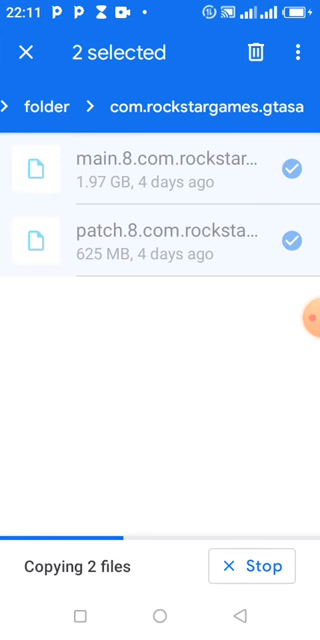 22:11
2 selected
folder
com.rockstargames.gtasa
main.8.com.rockstar...
1.97 GB, 4 days ago
patch.8.com.rocksta...
625 MB, 4 days ago
Copying 2 files
Stop